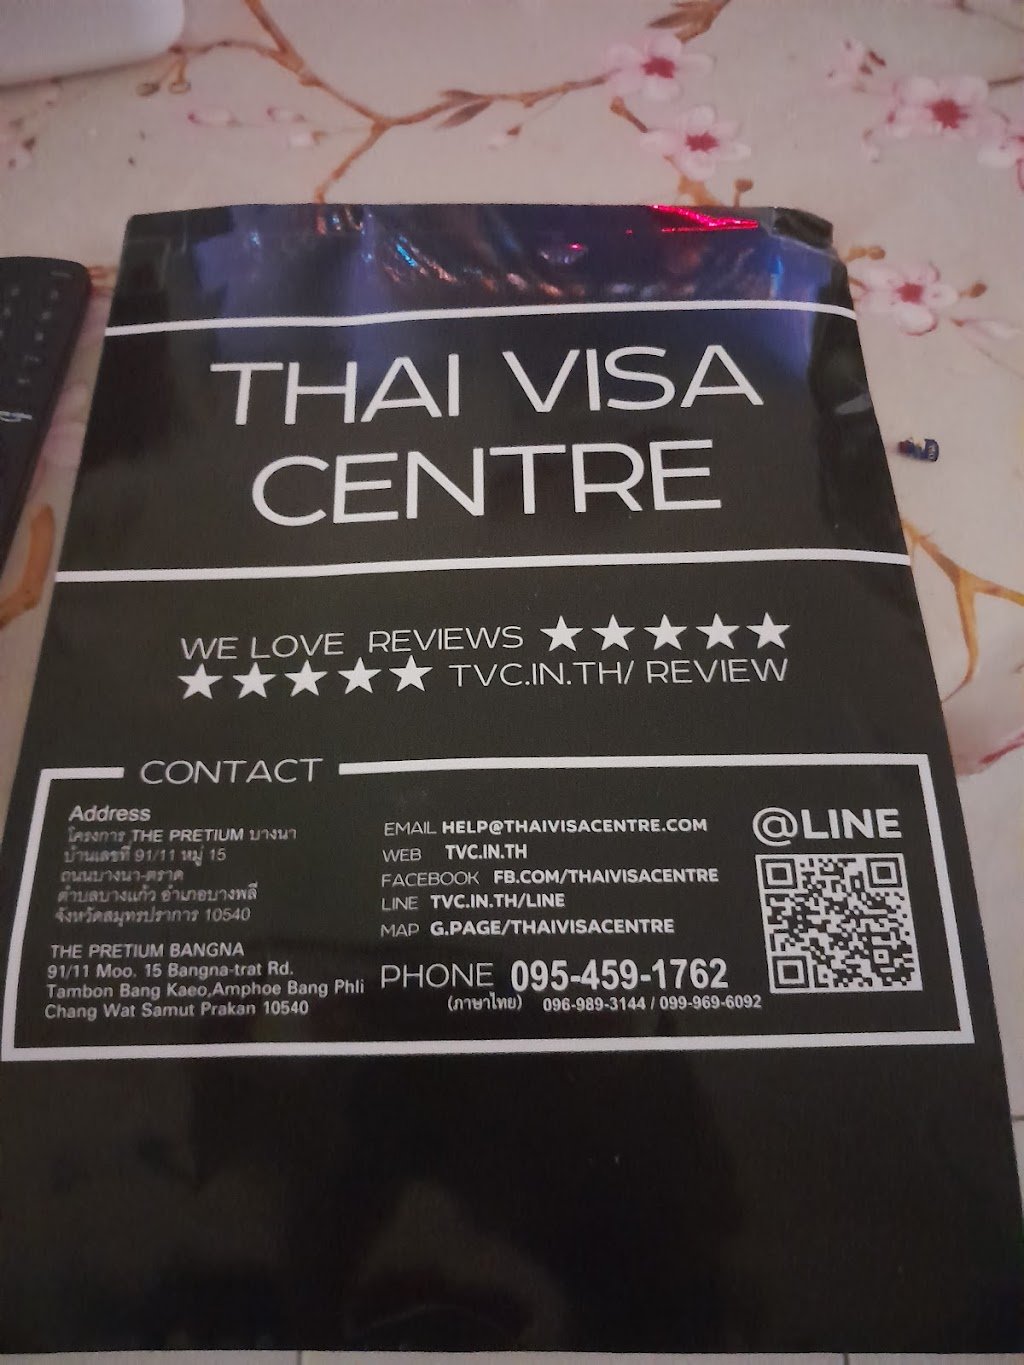 THAI VISA
CENTRE
WE LOVE REVIEWS ★★★★★
★★★★★ TVC.IN.TH/ REVIEW
CONTACT
Address
โครงการ THE PRETIUM บางนา
บ้านเลขที่ 91/11 หมู่ 15
ถนนบางนา-ตราด
ตำบลบางแก้ว อำเภอบางพลี
จังหวัดสมุทรปราการ 10540
THE PRETIUM BANGNA
91/11 Moo. 15 Bangna-trat Rd.
Tambon Bang Kaeo,Amphoe Bang Phli
Chang Wat Samut Prakan 10540
EMAIL HELP@THAIVISACENTRE.COM
WEB TVC.IN.TH
FACEBOOK FB.COM/THAIVISACENTRE
LINE TVC.IN.TH/LINE
MAP G.PAGE/THAIVISACENTRE
PHONE 095-459-1762
(ภาษาไทย) 096-989-3144 / 099-969-6092
@LINE